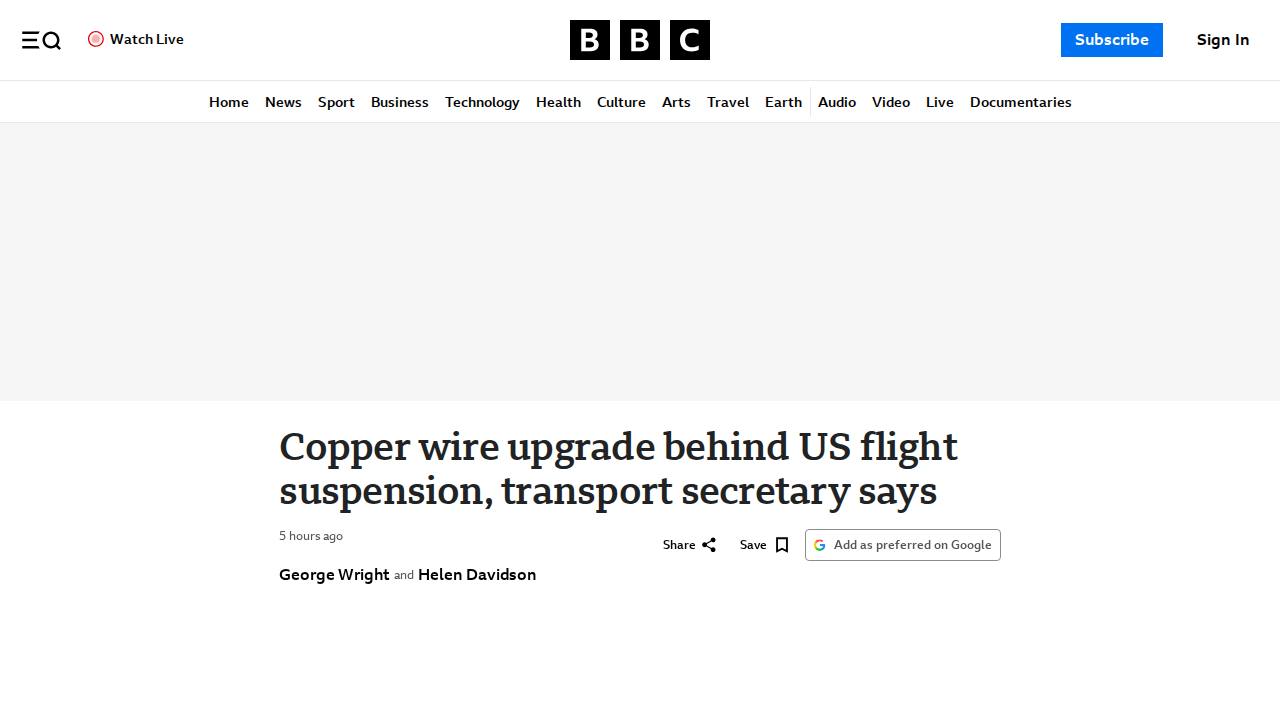 Watch Live
BBC
Subscribe
Sign In
Home News Sport Business Technology Health Culture Arts Travel Earth Audio Video Live Documentaries
Copper wire upgrade behind US flight
suspension, transport secretary says
5 hours ago
Share
Save
Add as preferred on Google
George Wright and Helen Davidson